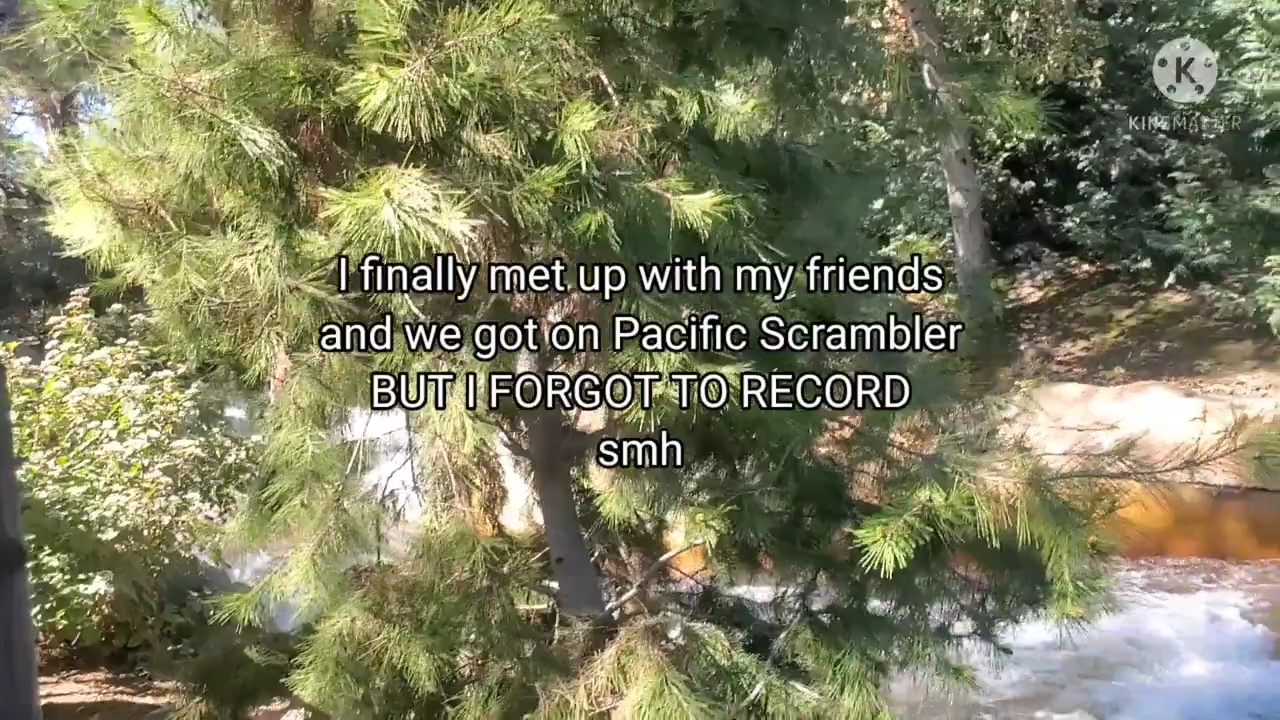 K
KINEMASTER
I finally met up with my friends
and we got on Pacific Scrambler
BUT I FORGOT TO RECORD
smh